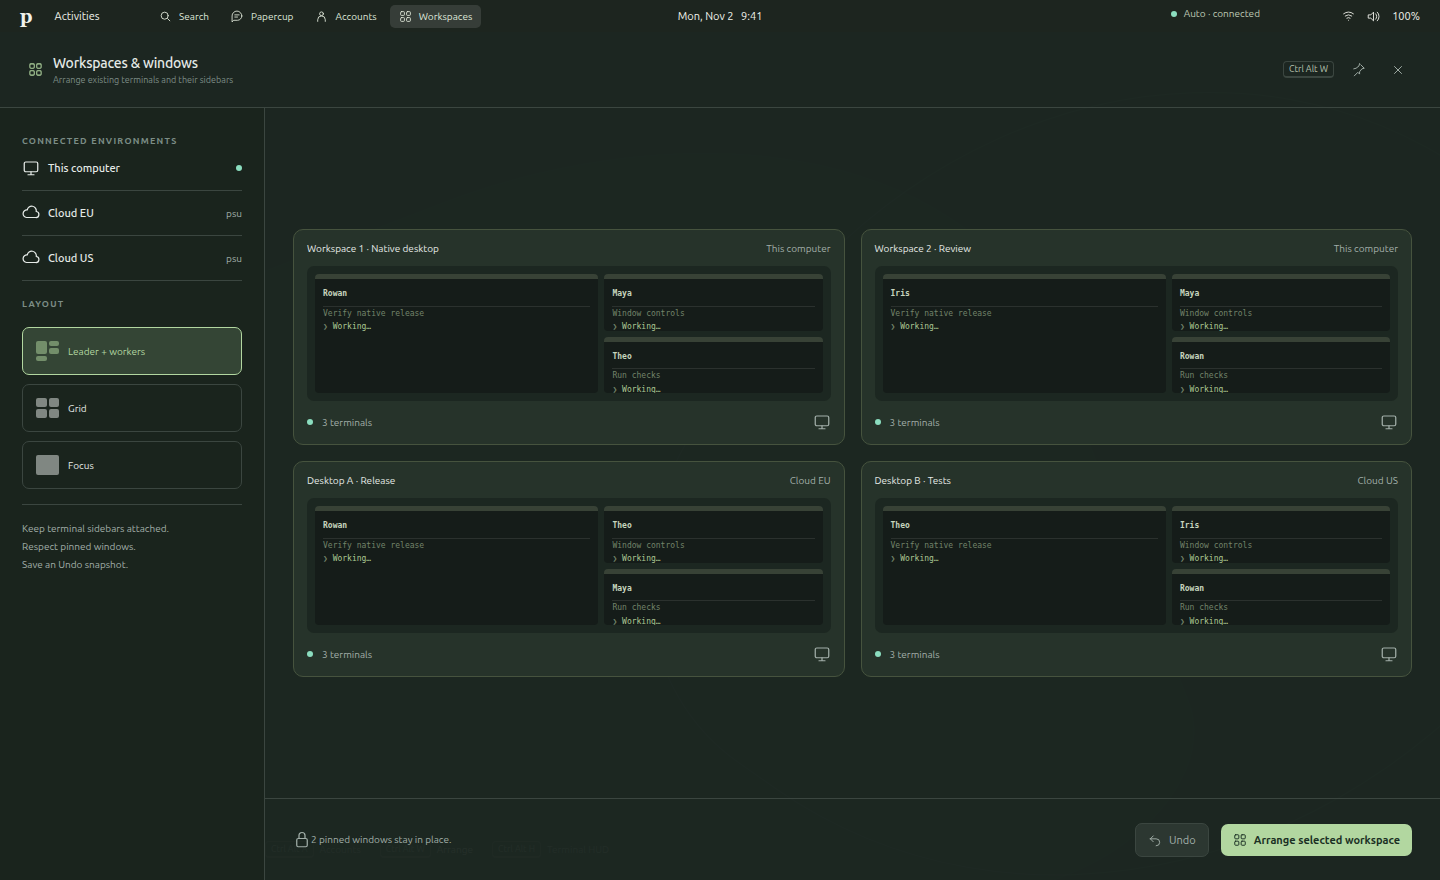 p Activities Search Papercup Accounts Workspaces Mon, Nov 2 9:41 Auto · connected 100%
Workspaces & windows
Arrange existing terminals and their sidebars
Ctrl Alt W
CONNECTED ENVIRONMENTS
This computer
Cloud EU psu
Cloud US psu
LAYOUT
Leader + workers
Grid
Focus
Keep terminal sidebars attached.
Respect pinned windows.
Save an Undo snapshot.
Workspace 1 · Native desktop This computer
Rowan
Verify native release
❯ Working…
Maya
Window controls
❯ Working…
Theo
Run checks
❯ Working…
3 terminals
Workspace 2 · Review This computer
Iris
Verify native release
❯ Working…
Maya
Window controls
❯ Working…
Rowan
Run checks
❯ Working…
3 terminals
Desktop A · Release Cloud EU
Rowan
Verify native release
❯ Working…
Theo
Window controls
❯ Working…
Maya
Run checks
❯ Working…
3 terminals
Desktop B · Tests Cloud US
Theo
Verify native release
❯ Working…
Iris
Window controls
❯ Working…
Rowan
Run checks
❯ Working…
3 terminals
2 pinned windows stay in place.
Undo
Arrange selected workspace